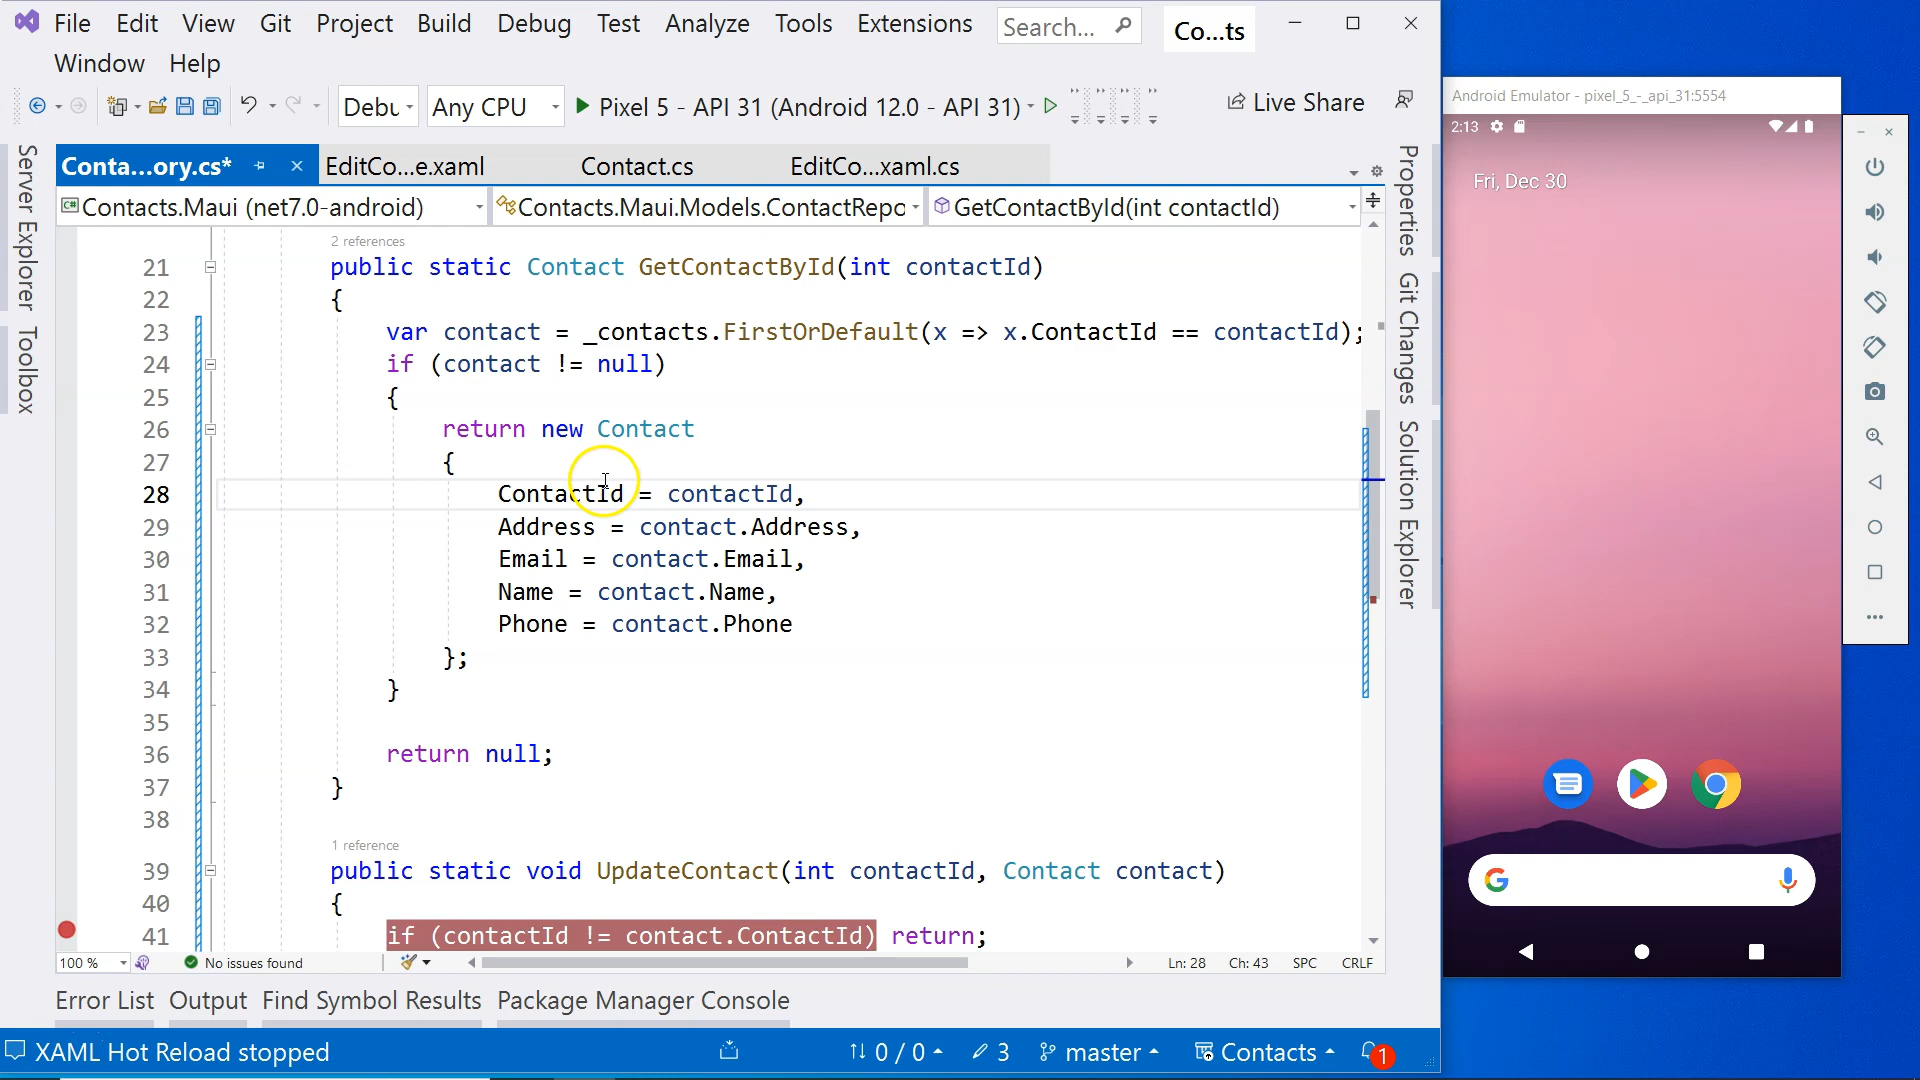 File Edit View Git Project Build Debug Test Analyze Tools Extensions Search... Co...ts
Window Help
Debu Any CPU Pixel 5 - API 31 (Android 12.0 - API 31) Live Share
Conta...ory.cs* EditCo...e.xaml Contact.cs EditCo...xaml.cs
Contacts.Maui (net7.0-android) Contacts.Maui.Models.ContactRepo GetContactById(int contactId)
Server Explorer
Toolbox
2 references
21 public static Contact GetContactById(int contactId)
22 {
23 var contact = _contacts.FirstOrDefault(x => x.ContactId == contactId);
24 if (contact != null)
25 {
26 return new Contact
27 {
28 ContactId = contactId,
29 Address = contact.Address,
30 Email = contact.Email,
31 Name = contact.Name,
32 Phone = contact.Phone
33 };
34 }
35
36 return null;
37 }
38
1 reference
39 public static void UpdateContact(int contactId, Contact contact)
40 {
41 if (contactId != contact.ContactId) return;
100 % No issues found Ln: 28 Ch: 43 SPC CRLF
Error List Output Find Symbol Results Package Manager Console
XAML Hot Reload stopped 0 / 0 3 master Contacts 1
Properties
Git Changes
Solution Explorer
Android Emulator - pixel_5_-_api_31:5554
2:13
Fri, Dec 30